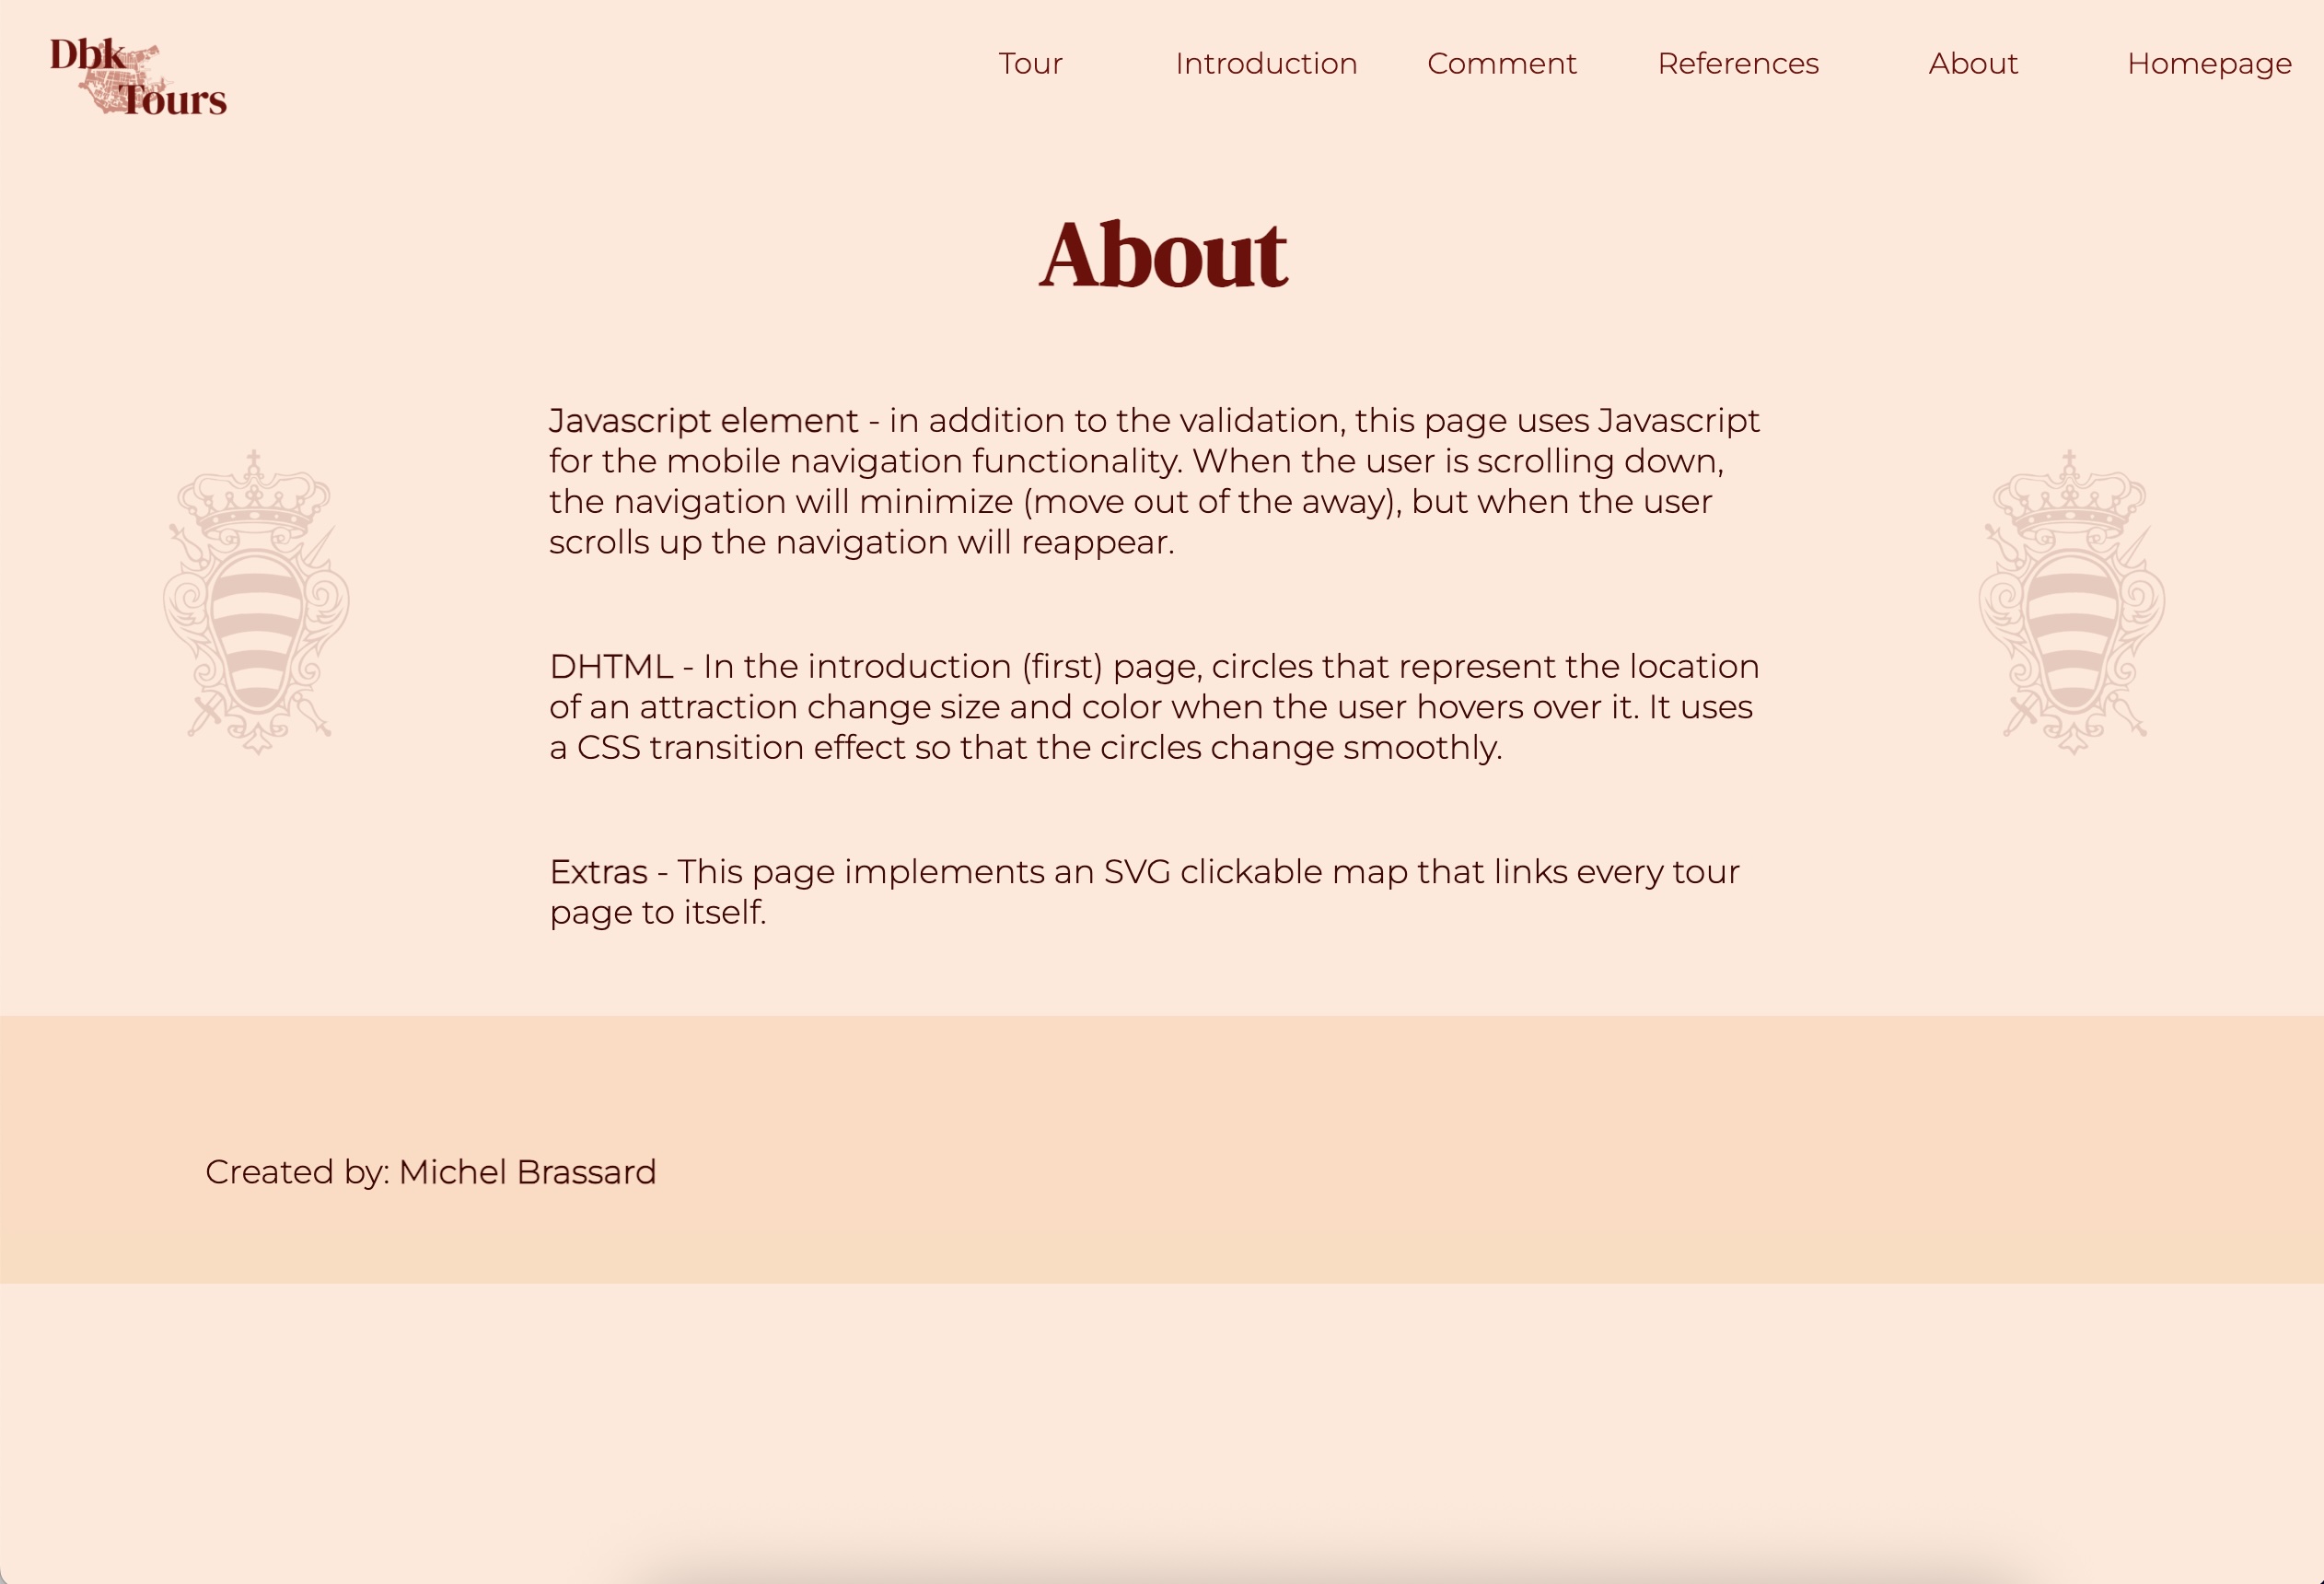 Dbk
Tours
Tour Introduction Comment References About Homepage
About
Javascript element - in addition to the validation, this page uses Javascript
for the mobile navigation functionality. When the user is scrolling down,
the navigation will minimize (move out of the away), but when the user
scrolls up the navigation will reappear.
DHTML - In the introduction (first) page, circles that represent the location
of an attraction change size and color when the user hovers over it. It uses
a CSS transition effect so that the circles change smoothly.
Extras - This page implements an SVG clickable map that links every tour
page to itself.
Created by: Michel Brassard